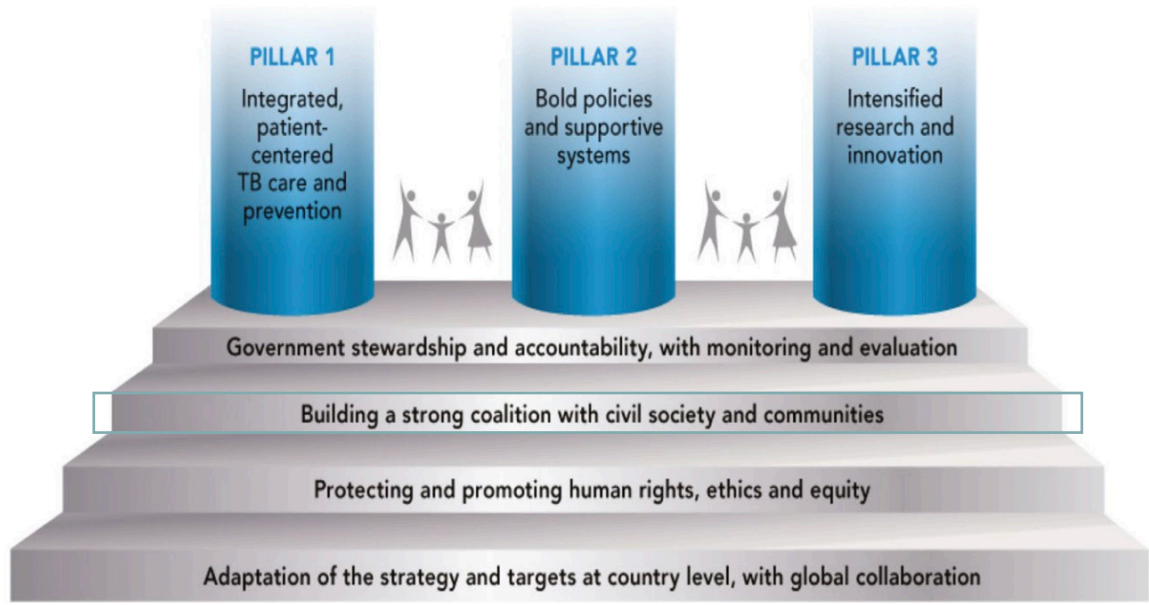 PILLAR 1
Integrated,
patient-
centered
TB care and
prevention
PILLAR 2
Bold policies
and supportive
systems
PILLAR 3
Intensified
research and
innovation
Government stewardship and accountability, with monitoring and evaluation
Building a strong coalition with civil society and communities
Protecting and promoting human rights, ethics and equity
Adaptation of the strategy and targets at country level, with global collaboration